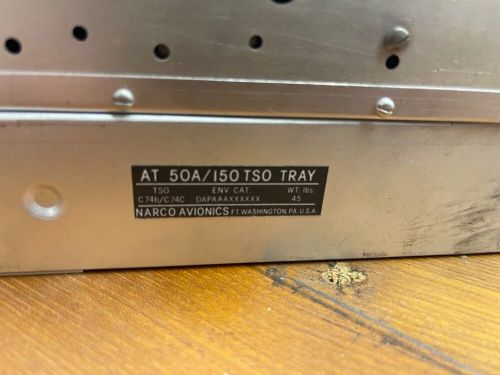 AT 50A/150 TSO TRAY
TSO ENV. CAT WT. lbs.
C74b/C74C DAPAAAXXXXXX .45
NARCO AVIONICS FT. WASHINGTON, PA. U.S.A